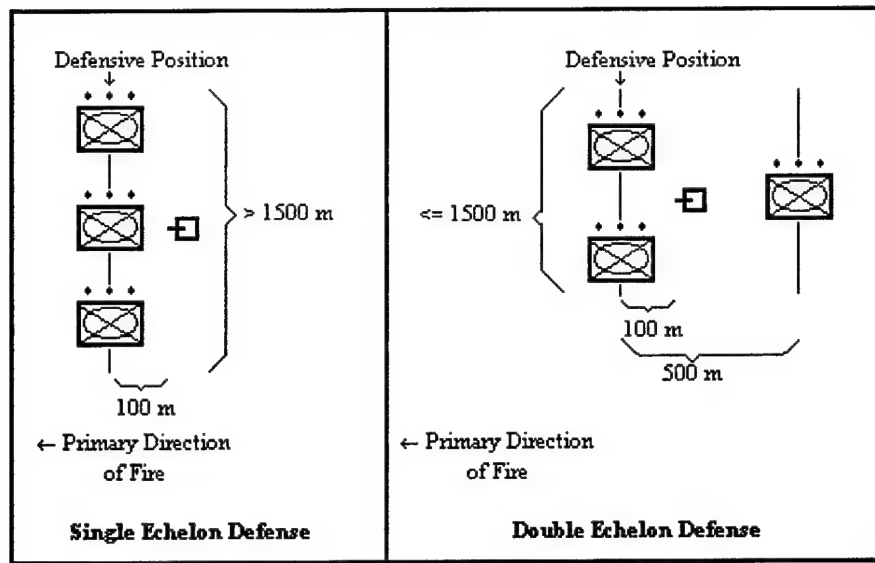 Defensive Position
↓
> 1500 m
100 m
← Primary Direction
of Fire
Single Echelon Defense
Defensive Position
↓
<= 1500 m
100 m
500 m
← Primary Direction
of Fire
Double Echelon Defense